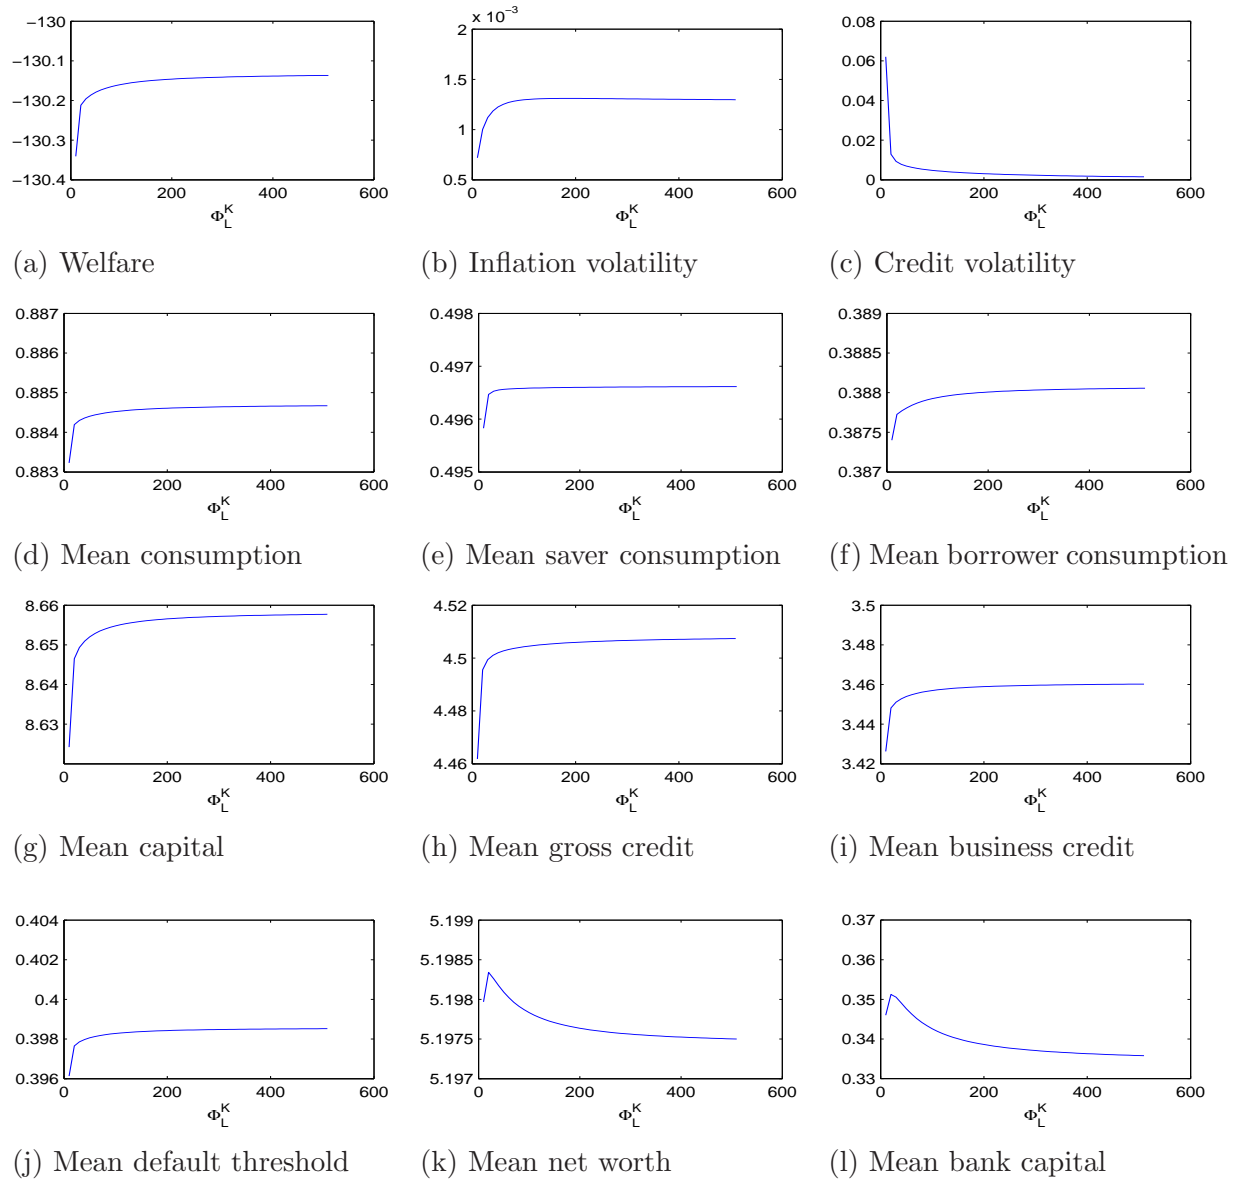 −130
−130.1
−130.2
−130.3
−130.4
0 200 400 600
Φ_L^K
(a) Welfare
x 10⁻³
2
1.5
1
0.5
0 200 400 600
Φ_L^K
(b) Inflation volatility
0.08
0.06
0.04
0.02
0
0 200 400 600
Φ_L^K
(c) Credit volatility
0.887
0.886
0.885
0.884
0.883
0 200 400 600
Φ_L^K
(d) Mean consumption
0.498
0.497
0.496
0.495
0 200 400 600
Φ_L^K
(e) Mean saver consumption
0.389
0.3885
0.388
0.3875
0.387
0 200 400 600
Φ_L^K
(f) Mean borrower consumption
8.66
8.65
8.64
8.63
0 200 400 600
Φ_L^K
(g) Mean capital
4.52
4.5
4.48
4.46
0 200 400 600
Φ_L^K
(h) Mean gross credit
3.5
3.46
3.46
3.44
3.42
0 200 400 600
Φ_L^K
(i) Mean business credit
0.404
0.402
0.4
0.398
0.396
0 200 400 600
Φ_L^K
(j) Mean default threshold
5.199
5.1985
5.198
5.1975
5.197
0 200 400 600
Φ_L^K
(k) Mean net worth
0.37
0.36
0.35
0.34
0.33
0 200 400 600
Φ_L^K
(l) Mean bank capital